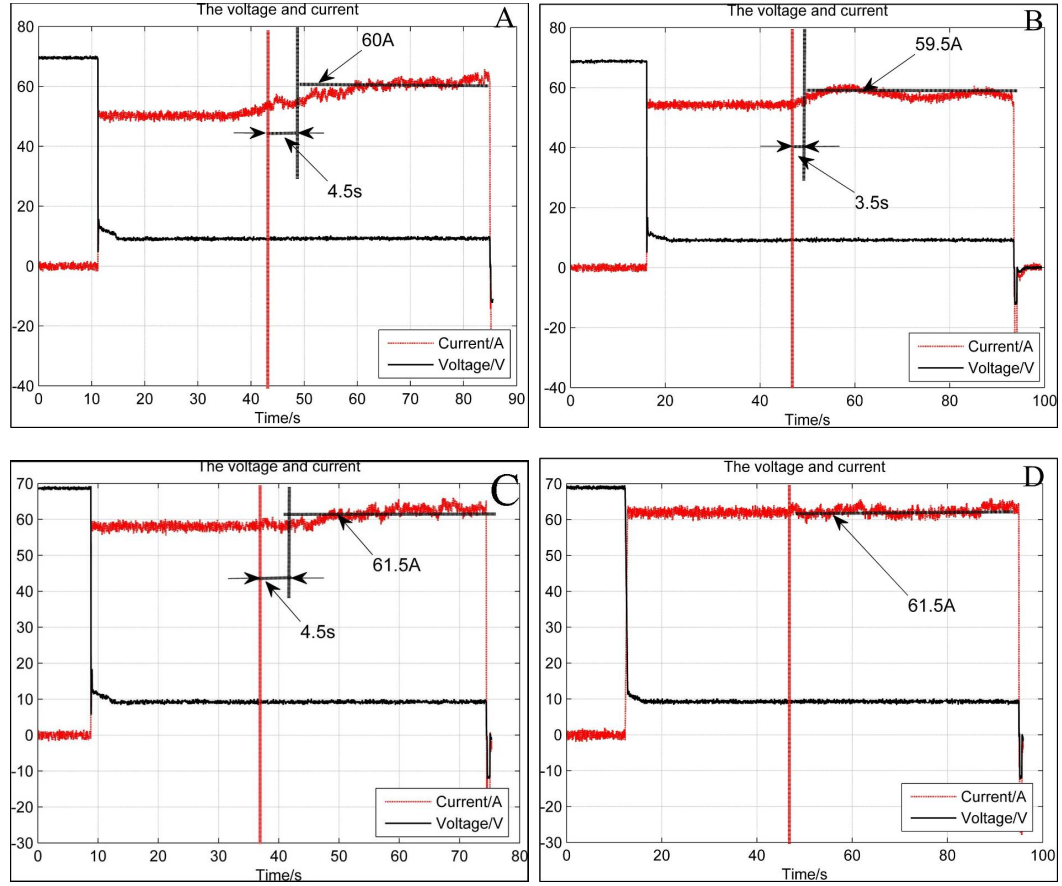 The voltage and current
A
80
60
40
20
0
-20
-40
60A
4.5s
Current/A
Voltage/V
0 10 20 30 40 50 60 70 80 90
Time/s
The voltage and current
B
80
60
40
20
0
-20
40
59.5A
3.5s
Current/A
Voltage/V
0 20 40 60 80 100
Time/s
The voltage and current
C
70
60
50
40
30
20
10
0
-10
-20
30
61.5A
4.5s
Current/A
Voltage/V
0 10 20 30 40 50 60 70 80
Time/s
The voltage and current
D
70
60
50
40
30
20
10
0
-10
-20
-30
61.5A
Current/A
Voltage/V
0 20 40 60 80 100
Time/s